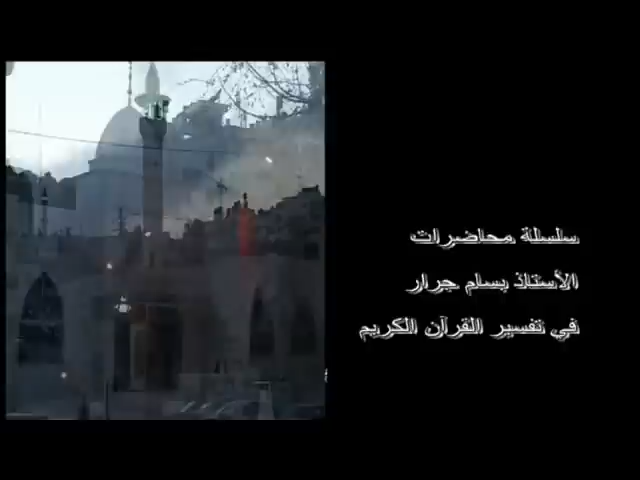 سلسلة محاضرات
الأستاذ بسام جرار
في تفسير القرآن الكريم